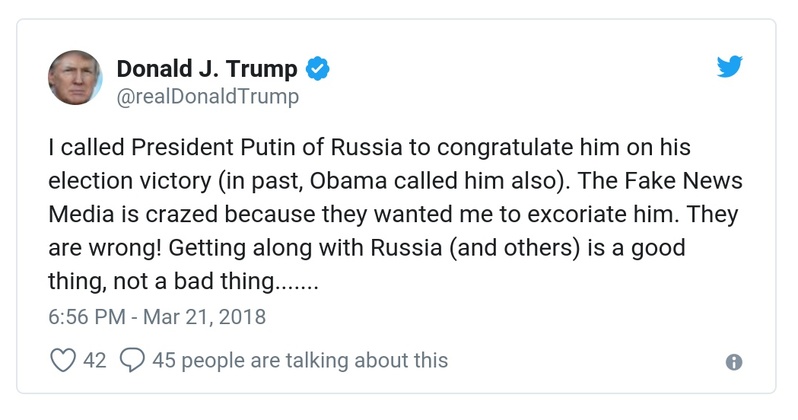 Donald J. Trump
@realDonaldTrump
I called President Putin of Russia to congratulate him on his
election victory (in past, Obama called him also). The Fake News
Media is crazed because they wanted me to excoriate him. They
are wrong! Getting along with Russia (and others) is a good
thing, not a bad thing.......
6:56 PM - Mar 21, 2018
42 45 people are talking about this